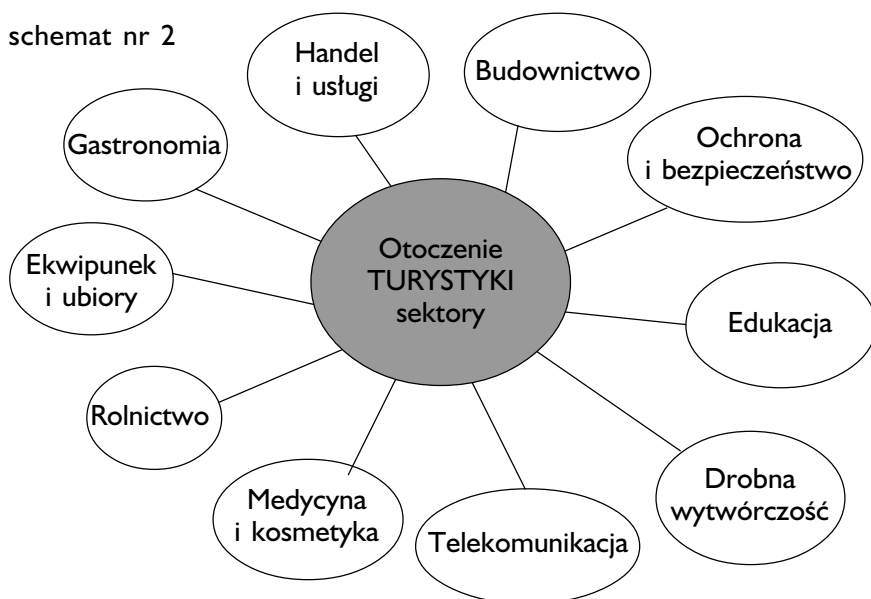 schemat nr 2
Handel
i usługi
Budownictwo
Gastronomia
Ochrona
i bezpieczeństwo
Otoczenie
TURYSTYKI
sektory
Ekwipunek
i ubiory
Edukacja
Rolnictwo
Medycyna
i kosmetyka
Telekomunikacja
Drobna
wytwórczość